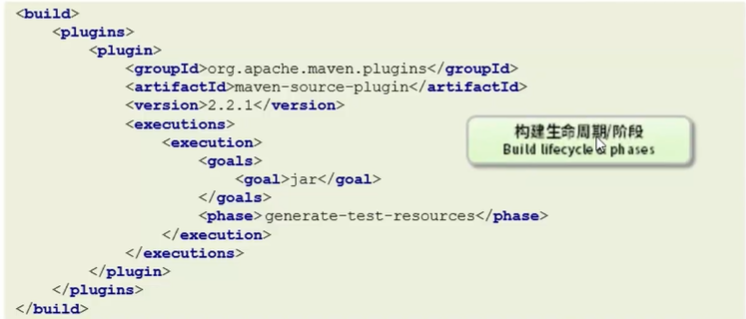 <build>
<plugins>
<plugin>
<groupId>org.apache.maven.plugins</groupId>
<artifactId>maven-source-plugin</artifactId>
<version>2.2.1</version>
<executions>
<execution>
<goals>
<goal>jar</goal>
</goals>
<phase>generate-test-resources</phase>
</execution>
</executions>
</plugin>
</plugins>
</build>
构建生命周期/阶段
Build lifecycle & phases